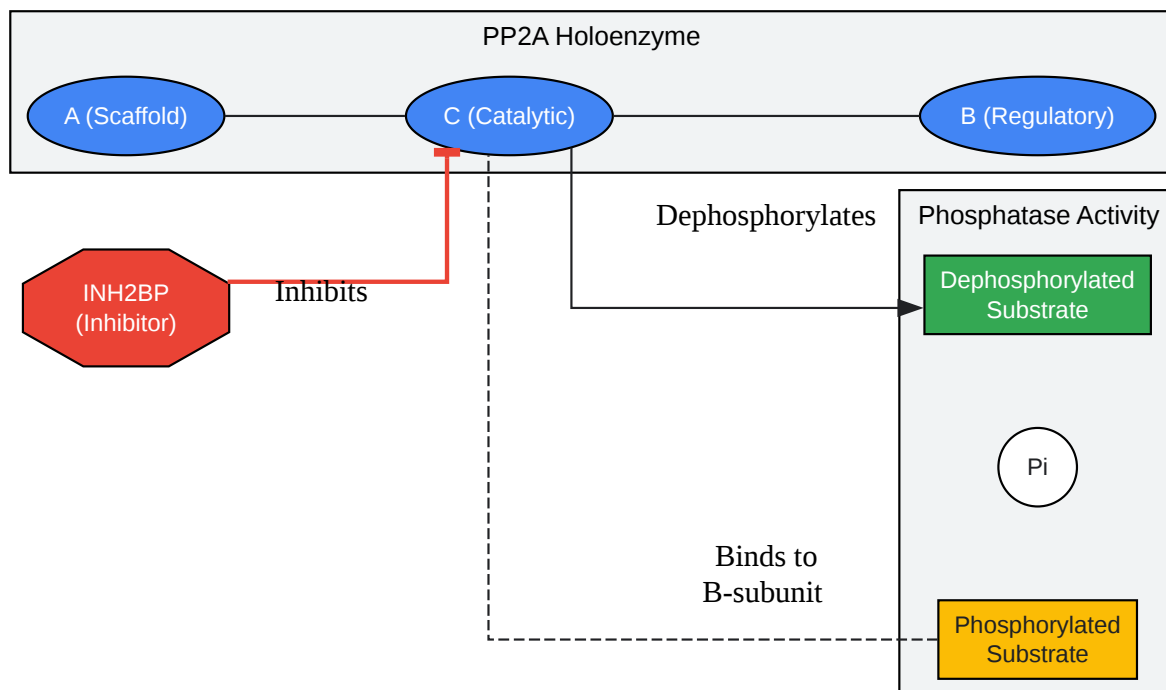 PP2A Holoenzyme
A (Scaffold)
C (Catalytic)
B (Regulatory)
Dephosphorylates
Phosphatase Activity
INH2BP
(Inhibitor)
Inhibits
Dephosphorylated
Substrate
Pi
Binds to
B-subunit
Phosphorylated
Substrate